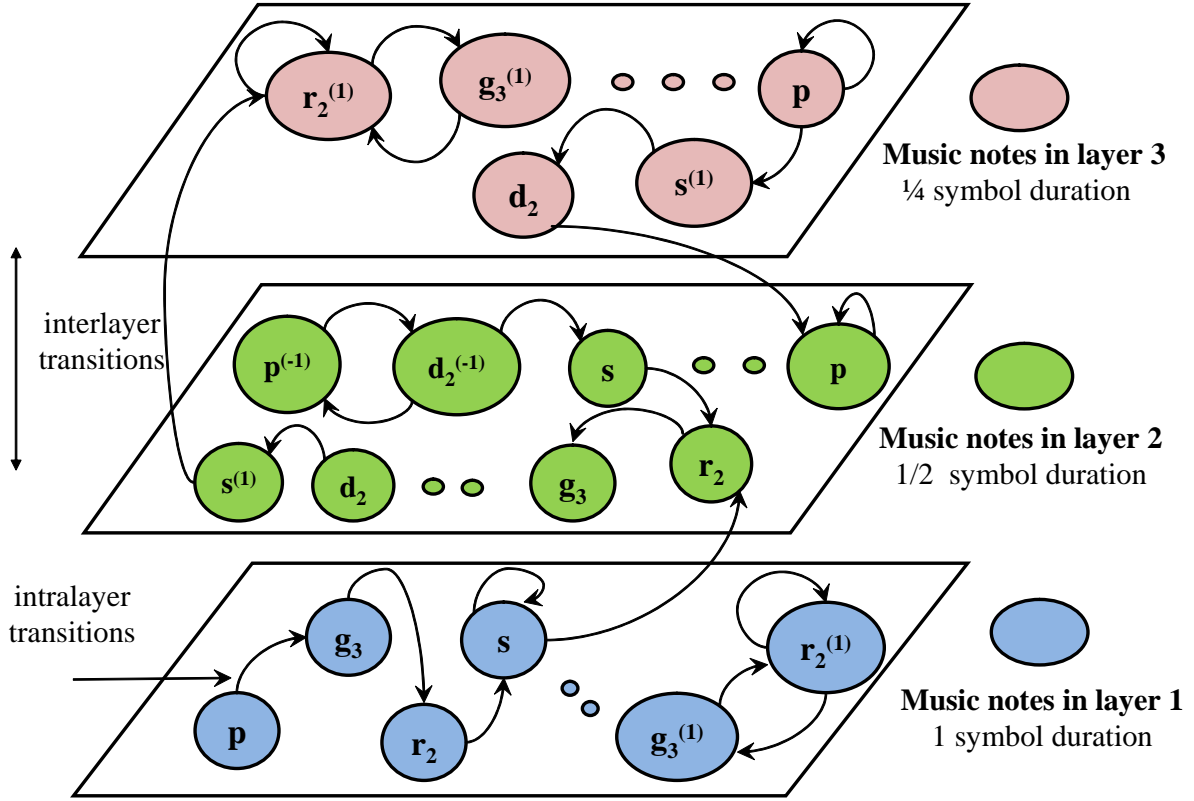 r₂⁽¹⁾ g₃⁽¹⁾ p
d₂ s⁽¹⁾
Music notes in layer 3
¼ symbol duration
interlayer
transitions
p⁽⁻¹⁾ d₂⁽⁻¹⁾ s p
s⁽¹⁾ d₂ g₃ r₂
Music notes in layer 2
1/2 symbol duration
intralayer
transitions
g₃ s r₂⁽¹⁾
p r₂ g₃⁽¹⁾
Music notes in layer 1
1 symbol duration